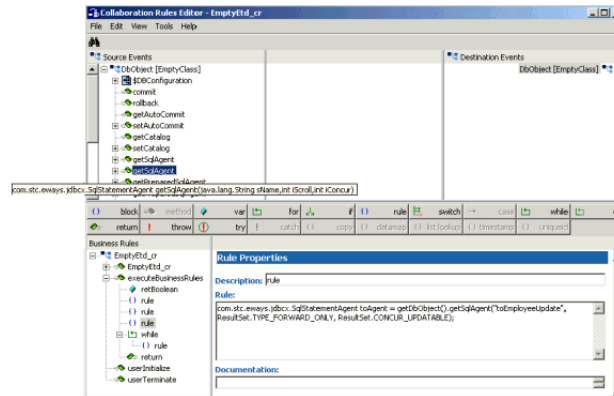 Collaboration Rules Editor - EmptyEtd_cr
File Edit View Tools Help
Source Events
Destination Events
DbObject [EmptyClass]
DbObject [EmptyClass]
$DBConfiguration
commit
rollback
getAutoCommit
setAutoCommit
getCatalog
setCatalog
getSqlAgent
getSqlAgent
getPreparedSqlAgent
com.stc.eways.jdbcx.SqlStatementAgent getSqlAgent(java.lang.String sName,int iScroll,int iConcur)
block method var for if rule switch case while
return throw try catch copy datamap list lookup timestamp uniqueid
Business Rules
EmptyEtd_cr
EmptyEtd_cr
executeBusinessRules
retBoolean
rule
rule
rule
while
rule
return
userInitialize
userTerminate
Rule Properties
Description: rule
Rule:
com.stc.eways.jdbcx.SqlStatementAgent toAgent = getDbObject().getSqlAgent("toEmployeeUpdate",
ResultSet.TYPE_FORWARD_ONLY, ResultSet.CONCUR_UPDATABLE);
Documentation: